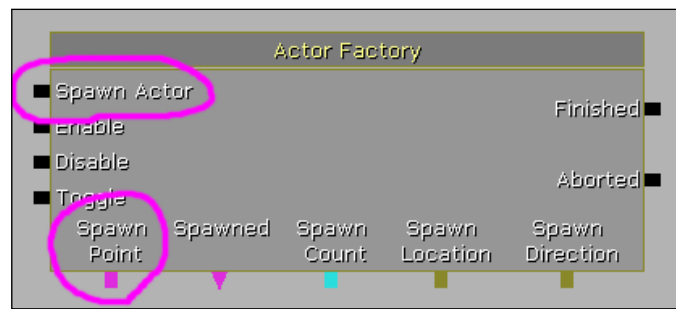 Actor Factory
Spawn Actor
Finished
Enable
Disable
Aborted
Toggle
Spawn Spawned Spawn Spawn Spawn
Point Count Location Direction